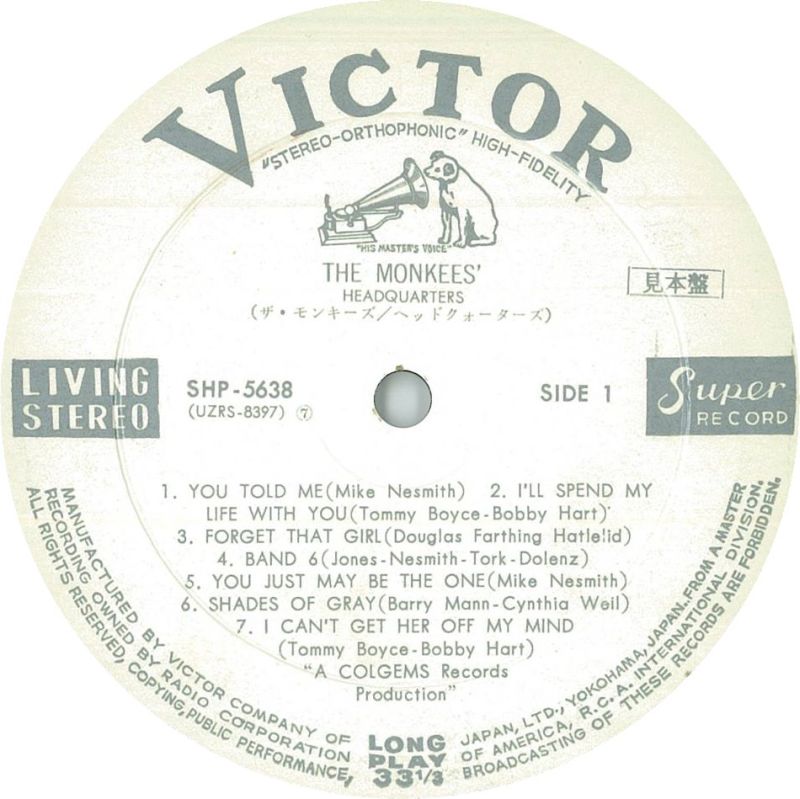 VICTOR
"STEREO-ORTHOPHONIC" HIGH-FIDELITY
"HIS MASTER'S VOICE"
THE MONKEES'
HEADQUARTERS
(ザ・モンキーズ/ヘッドクォーターズ)
見本盤
LIVING
STEREO
SHP-5638
(UZRS-8397) ⑦
SIDE 1
Super
RECORD
1. YOU TOLD ME(Mike Nesmith) 2. I'LL SPEND MY
LIFE WITH YOU(Tommy Boyce-Bobby Hart)
3. FORGET THAT GIRL(Douglas Farthing Hatlelid)
4. BAND 6(Jones-Nesmith-Tork-Dolenz)
5. YOU JUST MAY BE THE ONE(Mike Nesmith)
6. SHADES OF GRAY(Barry Mann-Cynthia Weil)
7. I CAN'T GET HER OFF MY MIND
(Tommy Boyce-Bobby Hart)
"A COLGEMS Records
Production"
MANUFACTURED BY VICTOR COMPANY OF JAPAN, LTD., YOKOHAMA, JAPAN. FROM A MASTER
RECORDING OWNED BY RADIO CORPORATION OF AMERICA, R.C.A. INTERNATIONAL DIVISION.
ALL RIGHTS RESERVED, COPYING, PUBLIC PERFORMANCE, BROADCASTING OF THESE RECORDS ARE FORBIDDEN.
LONG
PLAY
33 1/3